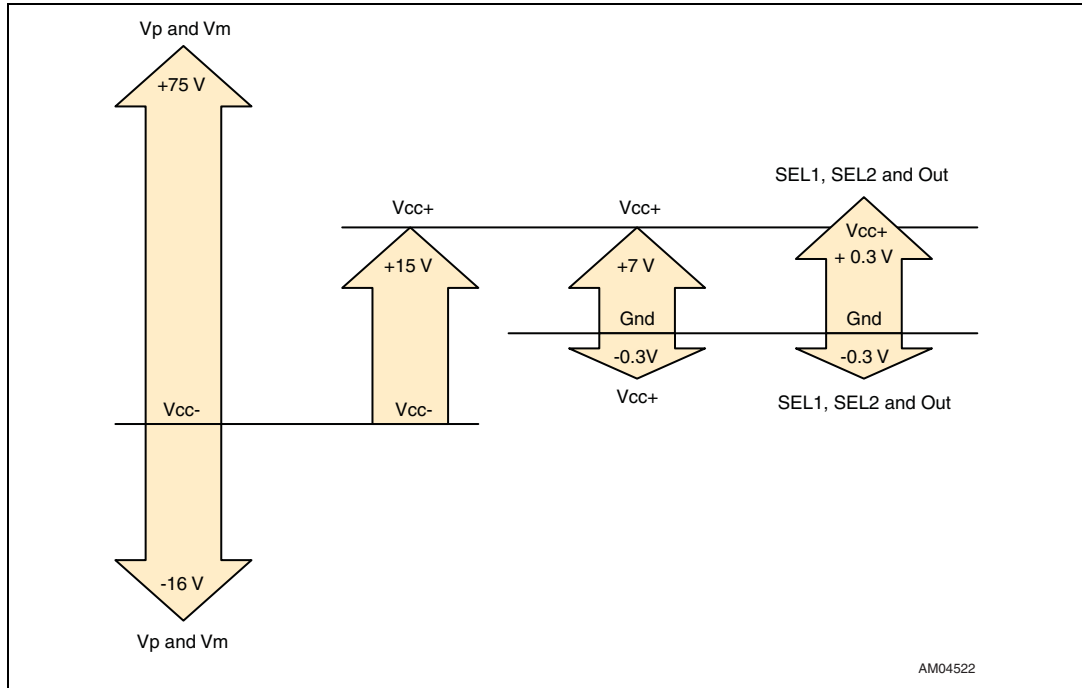 Vp and Vm
+75 V
SEL1, SEL2 and Out
Vcc+
Vcc+
Vcc+
+ 0.3 V
+15 V
+7 V
Gnd
Gnd
-0.3V
-0.3 V
Vcc+
SEL1, SEL2 and Out
Vcc-
Vcc-
-16 V
Vp and Vm
AM04522